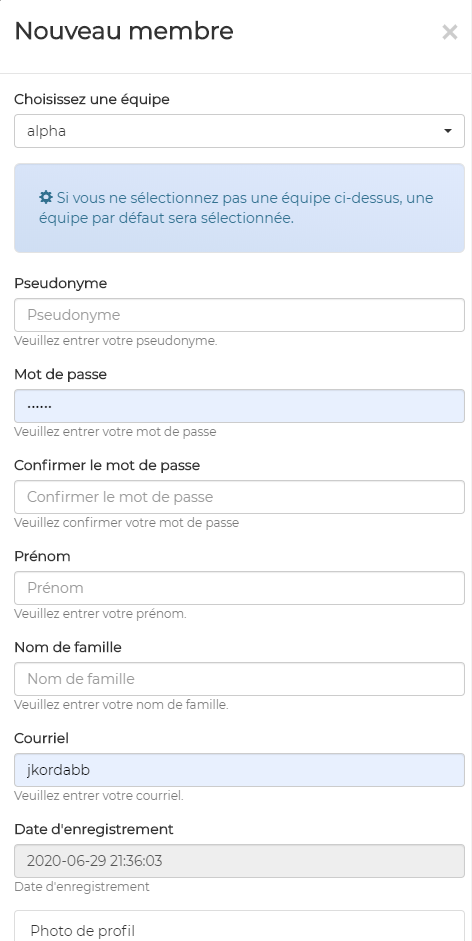 Nouveau membre ×
Choisissez une équipe
alpha
Si vous ne sélectionnez pas une équipe ci-dessus, une
équipe par défaut sera sélectionnée.
Pseudonyme
Pseudonyme
Veuillez entrer votre pseudonyme.
Mot de passe
••••••
Veuillez entrer votre mot de passe
Confirmer le mot de passe
Confirmer le mot de passe
Veuillez confirmer votre mot de passe
Prénom
Prénom
Veuillez entrer votre prénom.
Nom de famille
Nom de famille
Veuillez entrer votre nom de famille.
Courriel
jkordabb
Veuillez entrer votre courriel.
Date d'enregistrement
2020-06-29 21:36:03
Date d'enregistrement
Photo de profil